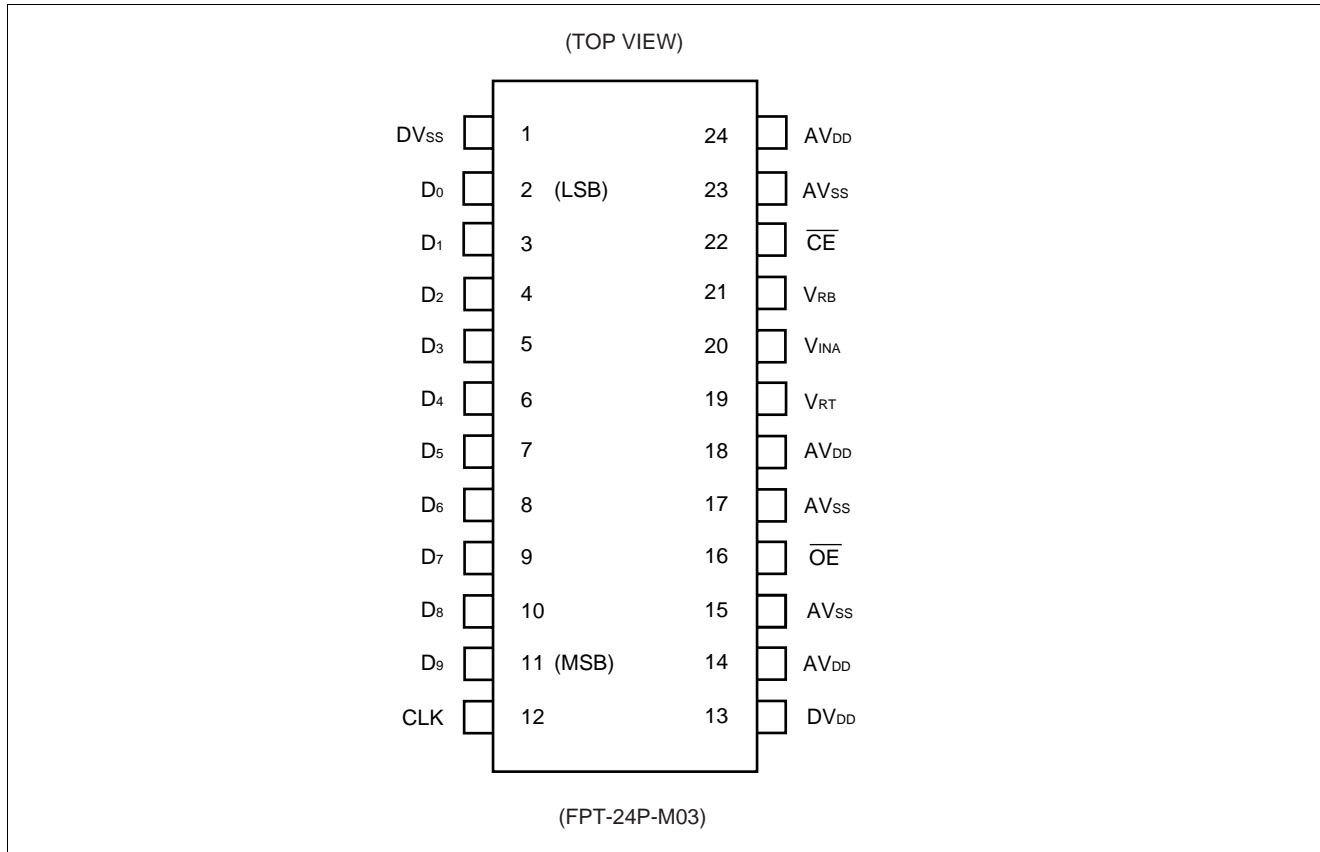 (TOP VIEW)
DVSS 1 24 AVDD
D0 2 (LSB) 23 AVSS
D1 3 22 C̅E̅
D2 4 21 VRB
D3 5 20 VINA
D4 6 19 VRT
D5 7 18 AVDD
D6 8 17 AVSS
D7 9 16 O̅E̅
D8 10 15 AVSS
D9 11 (MSB) 14 AVDD
CLK 12 13 DVDD
(FPT-24P-M03)